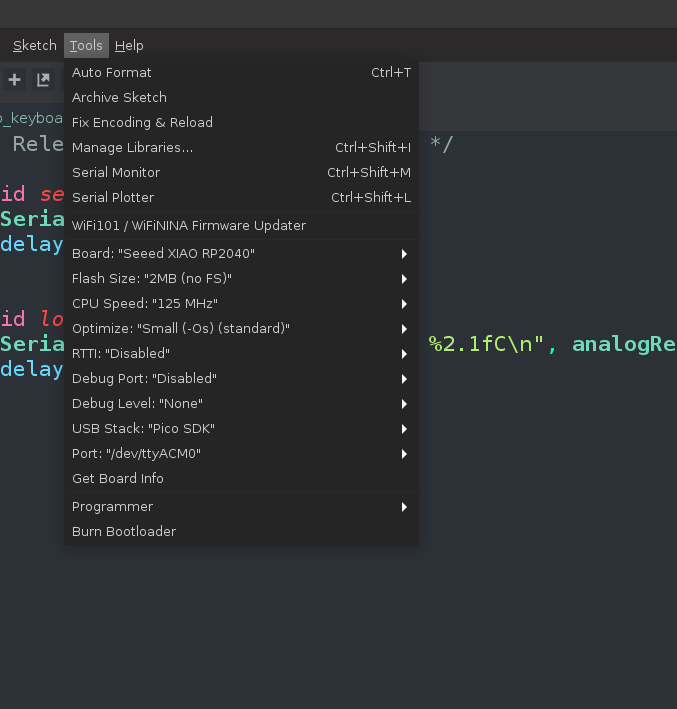 Sketch Tools Help
Auto Format Ctrl+T
Archive Sketch
Fix Encoding & Reload
Manage Libraries... Ctrl+Shift+I
Serial Monitor Ctrl+Shift+M
Serial Plotter Ctrl+Shift+L
WiFi101 / WiFiNINA Firmware Updater
Board: "Seeed XIAO RP2040"
Flash Size: "2MB (no FS)"
CPU Speed: "125 MHz"
Optimize: "Small (-Os) (standard)"
RTTI: "Disabled"
Debug Port: "Disabled"
Debug Level: "None"
USB Stack: "Pico SDK"
Port: "/dev/ttyACM0"
Get Board Info
Programmer
Burn Bootloader
o_keyboa
Rele */
id se
Seria
delay
id lo
Seria %2.1fC\n", analogRe
delay